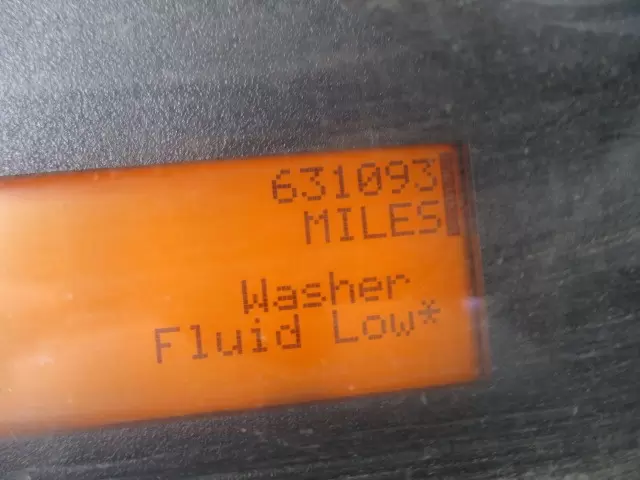 631093
MILES
Washer
Fluid Low*